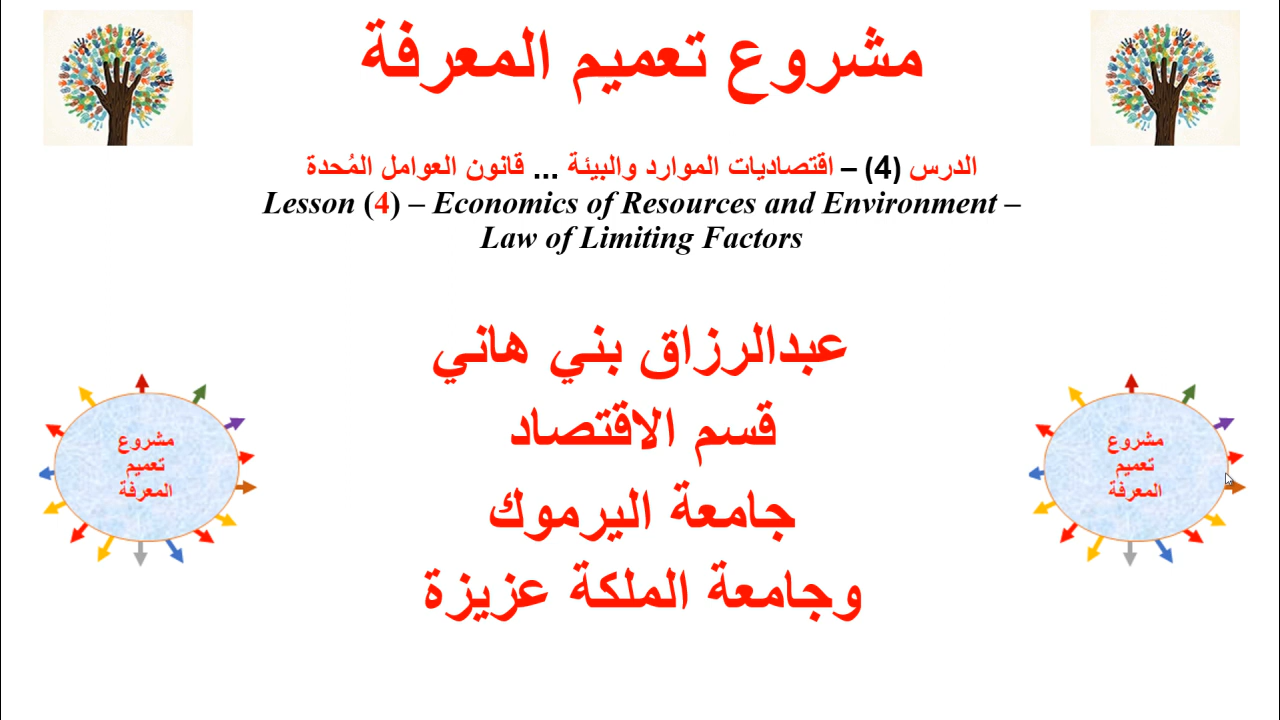 مشروع تعميم المعرفة
الدرس (4) – اقتصاديات الموارد والبيئة ... قانون العوامل المُحدة
Lesson (4) – Economics of Resources and Environment –
Law of Limiting Factors
عبدالرزاق بني هاني
قسم الاقتصاد
جامعة اليرموك
وجامعة الملكة عزيزة
مشروع
تعميم
المعرفة
مشروع
تعميم
المعرفة